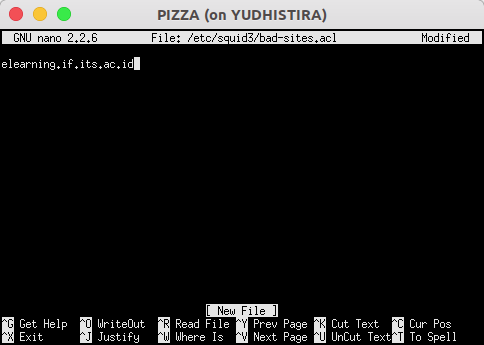 PIZZA (on YUDHISTIRA)
GNU nano 2.2.6 File: /etc/squid3/bad-sites.acl Modified
elearning.if.its.ac.id
[ New File ]
^G Get Help ^O WriteOut ^R Read File ^Y Prev Page ^K Cut Text ^C Cur Pos
^X Exit ^J Justify ^W Where Is ^V Next Page ^U UnCut Text ^T To Spell